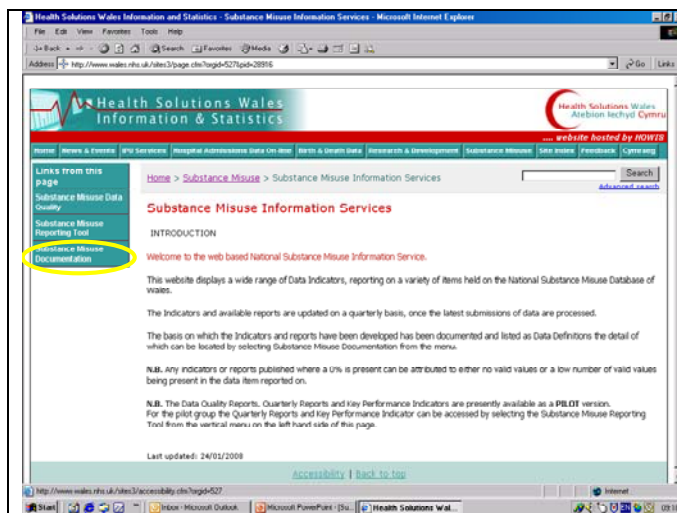 Health Solutions Wales Information and Statistics - Substance Misuse Information Services - Microsoft Internet Explorer
File Edit View Favorites Tools Help
Back Search Favorites Media
Address http://www.wales.nhs.uk/sites3/page.cfm?orgid=527&pid=28916 Go Links
Health Solutions Wales
Information & Statistics
Health Solutions Wales
Atebion Iechyd Cymru
.... website hosted by HOWIS
Home News & Events IPU Services Hospital Admissions Data On-line Birth & Death Data Research & Development Substance Misuse Site Index Feedback Cymraeg
Links from this page
Substance Misuse Data Quality
Substance Misuse Reporting Tool
Substance Misuse Documentation
Home > Substance Misuse > Substance Misuse Information Services
Search
Advanced search
Substance Misuse Information Services
INTRODUCTION
Welcome to the web based National Substance Misuse Information Service.
This website displays a wide range of Data Indicators, reporting on a variety of items held on the National Substance Misuse Database of
Wales.
The Indicators and available reports are updated on a quarterly basis, once the latest submissions of data are processed.
The basis on which the Indicators and reports have been developed has been documented and listed as Data Definitions the detail of
which can be located by selecting Substance Misuse Documentation from the menu.
N.B. Any indicators or reports published where a 0% is present can be attributed to either no valid values or a low number of valid values
being present in the data item reported on.
N.B. The Data Quality Reports, Quarterly Reports and Key Performance Indicators are presently available as a PILOT version.
For the pilot group the Quarterly Reports and Key Performance Indicator can be accessed by selecting the Substance Misuse Reporting
Tool from the vertical menu on the left hand side of this page.
Last updated: 24/01/2008
Accessibility | Back to top
http://www.wales.nhs.uk/sites3/accessibility.cfm?orgid=527 Internet
Start Inbox - Microsoft Outlook Microsoft PowerPoint - [Su... Health Solutions Wal...